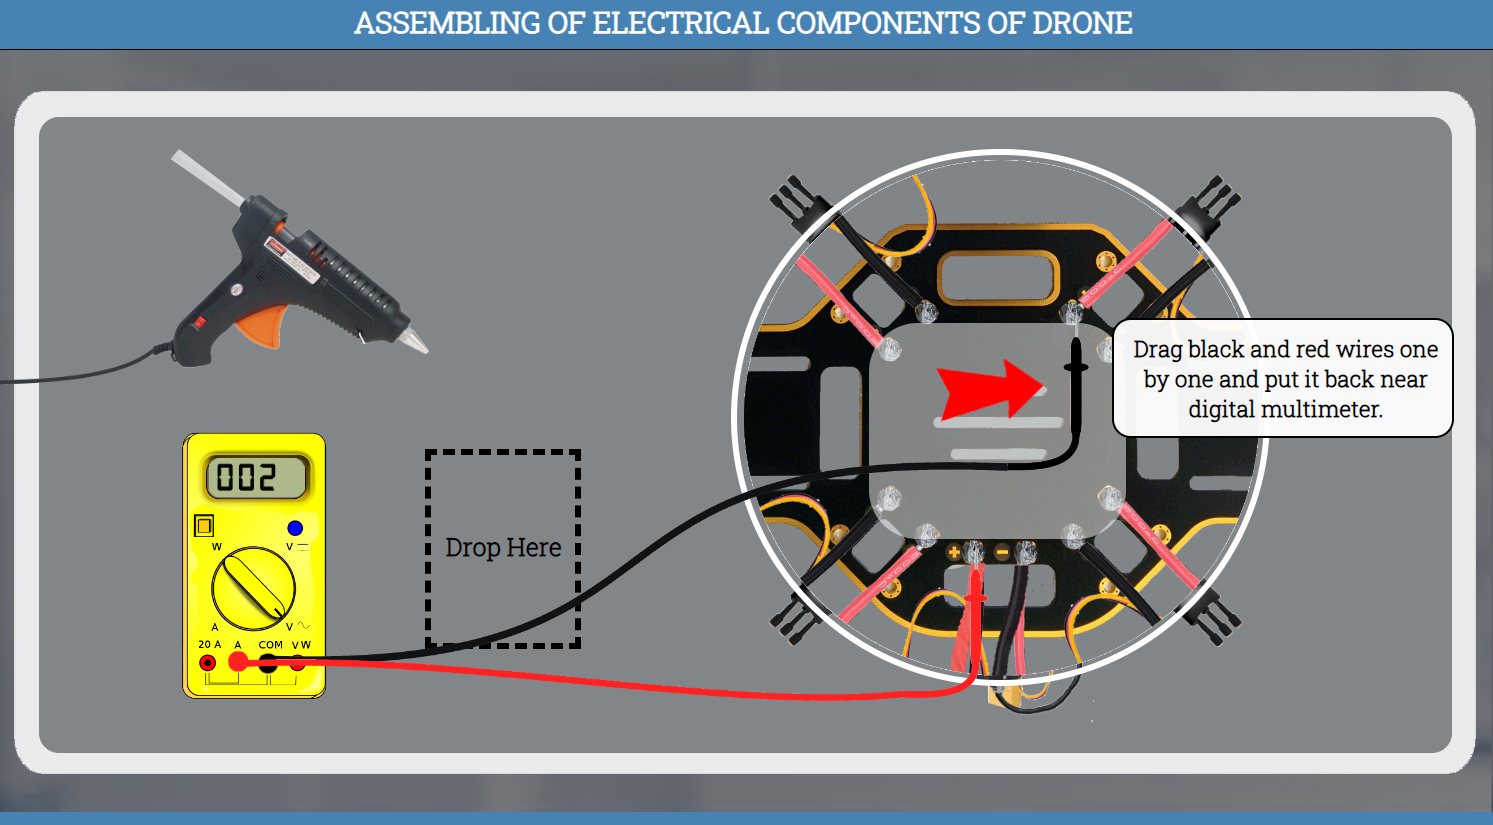 ASSEMBLING OF ELECTRICAL COMPONENTS OF DRONE
Drag black and red wires one
by one and put it back near
digital multimeter.
002
W
V
Drop Here
A
V
20 A A COM V W
+
-